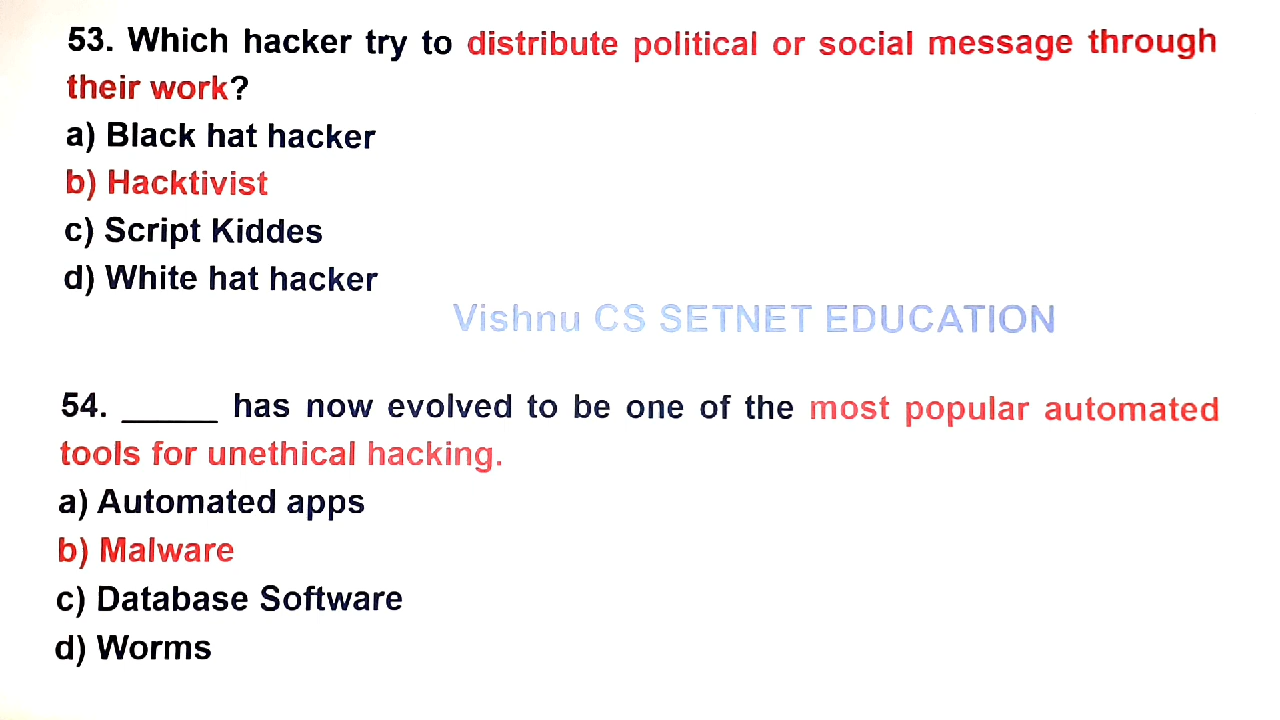 53. Which hacker try to distribute political or social message through
their work?
a) Black hat hacker
b) Hacktivist
c) Script Kiddes
d) White hat hacker
Vishnu CS SETNET EDUCATION
54. _____ has now evolved to be one of the most popular automated
tools for unethical hacking.
a) Automated apps
b) Malware
c) Database Software
d) Worms